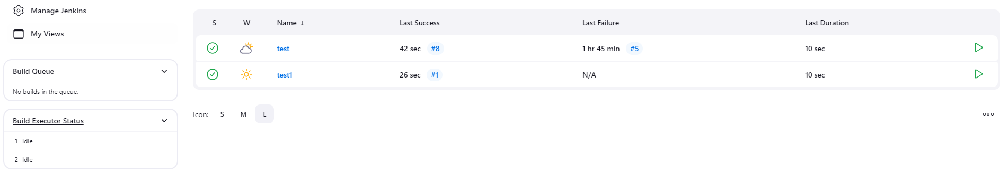 Manage Jenkins
My Views
Build Queue
No builds in the queue.
Build Executor Status
1 Idle
2 Idle
S W Name ↓ Last Success Last Failure Last Duration
test 42 sec #8 1 hr 45 min #5 10 sec
test1 26 sec #1 N/A 10 sec
Icon: S M L